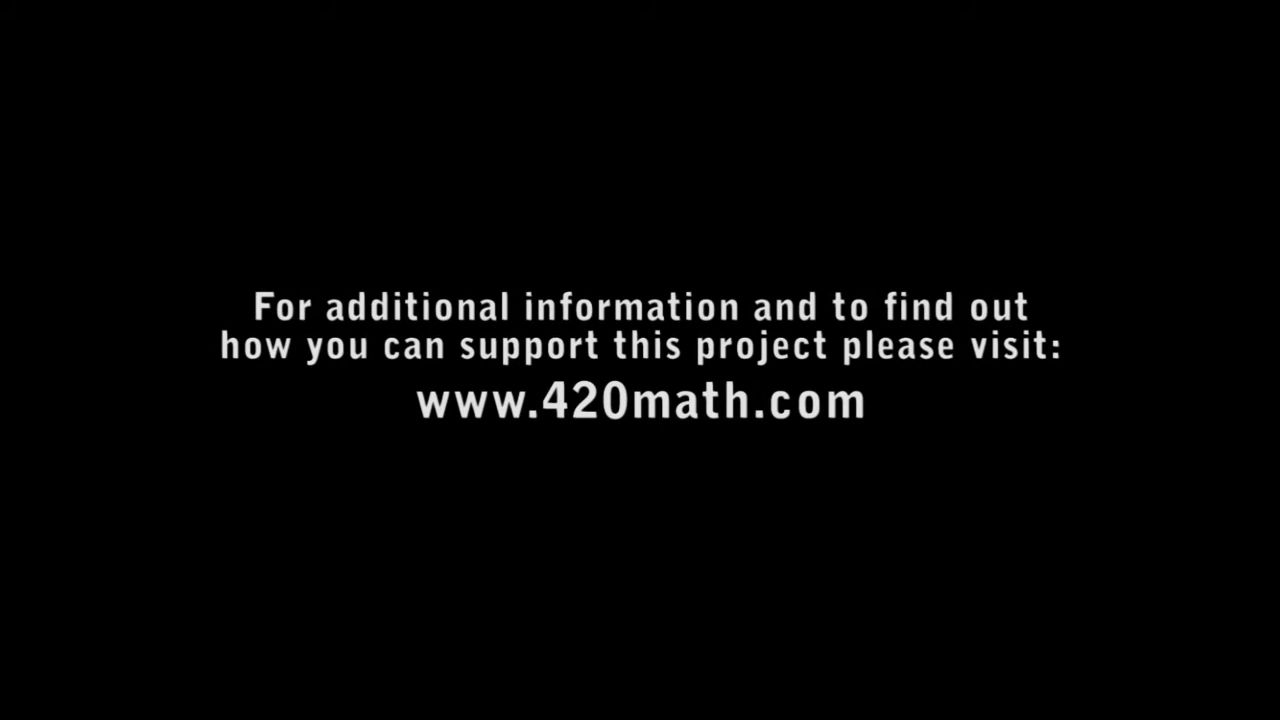 For additional information and to find out
how you can support this project please visit:
www.420math.com